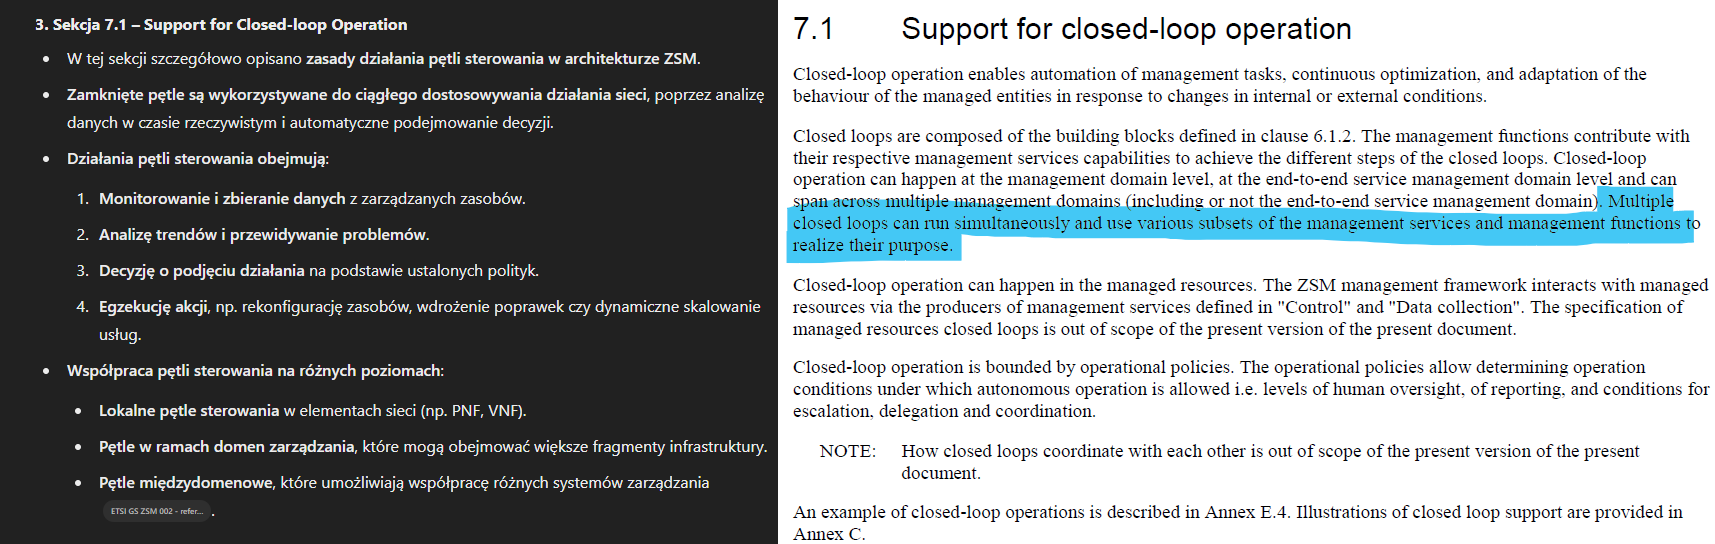 3. Sekcja 7.1 – Support for Closed-loop Operation
• W tej sekcji szczegółowo opisano zasady działania pętli sterowania w architekturze ZSM.
• Zamknięte pętle są wykorzystywane do ciągłego dostosowywania działania sieci, poprzez analizę
danych w czasie rzeczywistym i automatyczne podejmowanie decyzji.
• Działania pętli sterowania obejmują:
1. Monitorowanie i zbieranie danych z zarządzanych zasobów.
2. Analizę trendów i przewidywanie problemów.
3. Decyzję o podjęciu działania na podstawie ustalonych polityk.
4. Egzekucję akcji, np. rekonfigurację zasobów, wdrożenie poprawek czy dynamiczne skalowanie
usług.
• Współpraca pętli sterowania na różnych poziomach:
• Lokalne pętle sterowania w elementach sieci (np. PNF, VNF).
• Pętle w ramach domen zarządzania, które mogą obejmować większe fragmenty infrastruktury.
• Pętle międzydomenowe, które umożliwiają współpracę różnych systemów zarządzania
ETSI GS ZSM 002 - refer... .
7.1 Support for closed-loop operation
Closed-loop operation enables automation of management tasks, continuous optimization, and adaptation of the
behaviour of the managed entities in response to changes in internal or external conditions.
Closed loops are composed of the building blocks defined in clause 6.1.2. The management functions contribute with
their respective management services capabilities to achieve the different steps of the closed loops. Closed-loop
operation can happen at the management domain level, at the end-to-end service management domain level and can
span across multiple management domains (including or not the end-to-end service management domain). Multiple
closed loops can run simultaneously and use various subsets of the management services and management functions to
realize their purpose.
Closed-loop operation can happen in the managed resources. The ZSM management framework interacts with managed
resources via the producers of management services defined in "Control" and "Data collection". The specification of
managed resources closed loops is out of scope of the present version of the present document.
Closed-loop operation is bounded by operational policies. The operational policies allow determining operation
conditions under which autonomous operation is allowed i.e. levels of human oversight, of reporting, and conditions for
escalation, delegation and coordination.
NOTE: How closed loops coordinate with each other is out of scope of the present version of the present
document.
An example of closed-loop operations is described in Annex E.4. Illustrations of closed loop support are provided in
Annex C.